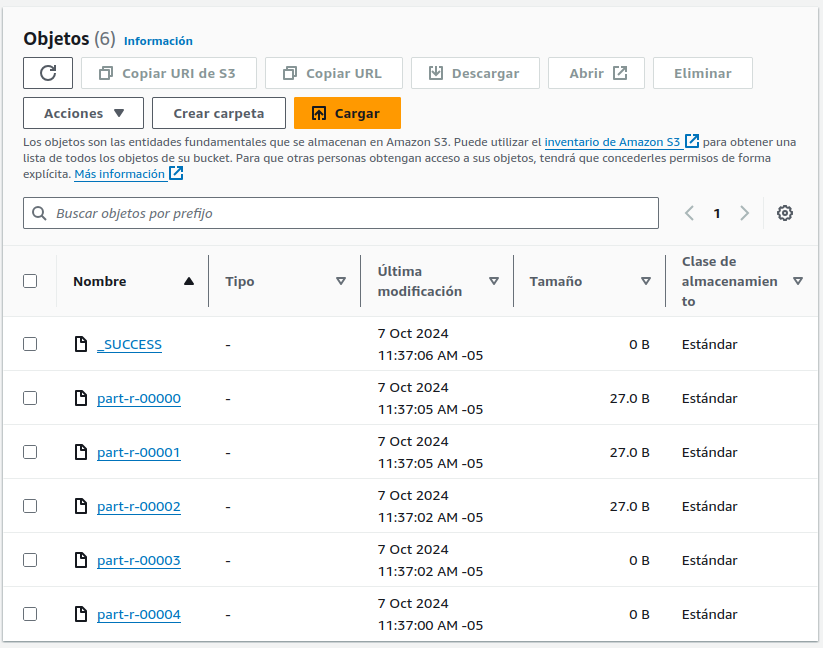 Objetos (6) Información
Copiar URI de S3 Copiar URL Descargar Abrir Eliminar
Acciones Crear carpeta Cargar
Los objetos son las entidades fundamentales que se almacenan en Amazon S3. Puede utilizar el inventario de Amazon S3 para obtener una
lista de todos los objetos de su bucket. Para que otras personas obtengan acceso a sus objetos, tendrá que concederles permisos de forma
explícita. Más información
Buscar objetos por prefijo 1
Nombre Tipo Última modificación Tamaño Clase de almacenamien to
_SUCCESS - 7 Oct 2024 11:37:06 AM -05 0 B Estándar
part-r-00000 - 7 Oct 2024 11:37:05 AM -05 27.0 B Estándar
part-r-00001 - 7 Oct 2024 11:37:05 AM -05 27.0 B Estándar
part-r-00002 - 7 Oct 2024 11:37:02 AM -05 27.0 B Estándar
part-r-00003 - 7 Oct 2024 11:37:02 AM -05 0 B Estándar
part-r-00004 - 7 Oct 2024 11:37:00 AM -05 0 B Estándar